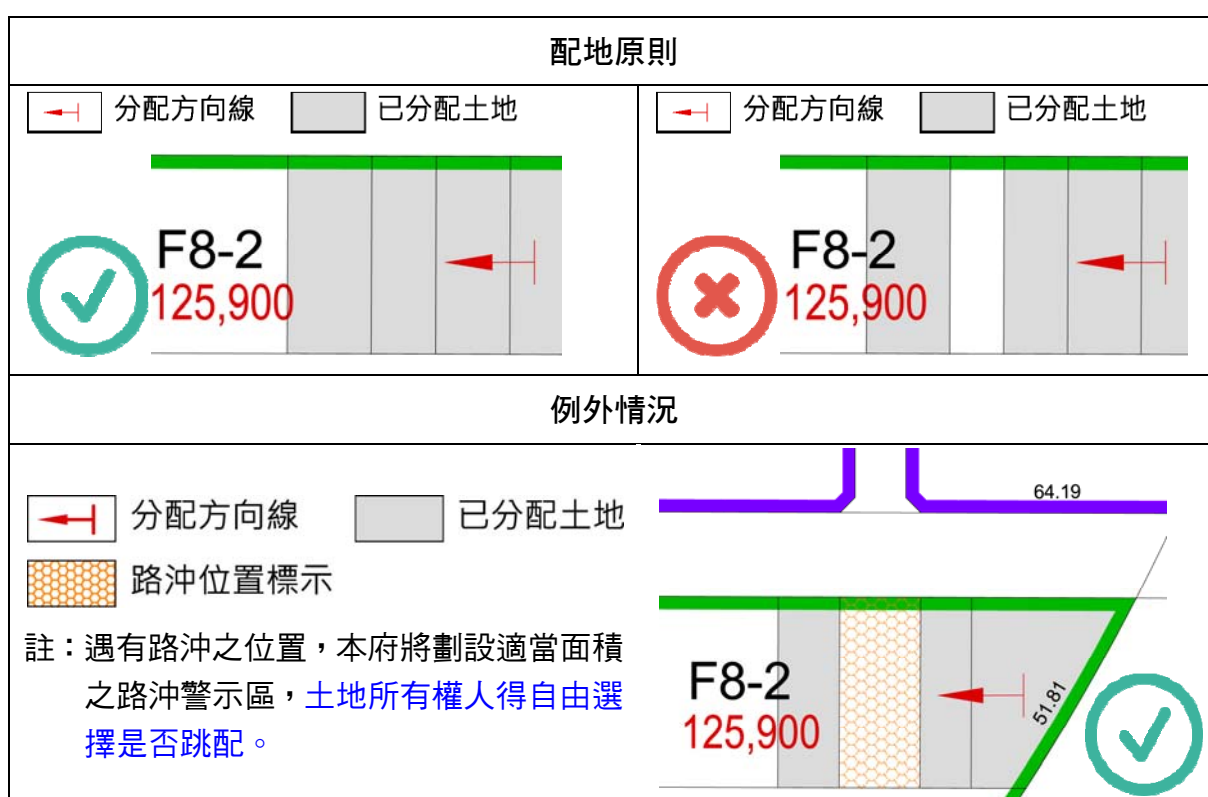 配地原則
分配方向線 已分配土地
F8-2
125,900
分配方向線 已分配土地
F8-2
125,900
例外情況
分配方向線 已分配土地
路沖位置標示
註：遇有路沖之位置，本府將劃設適當面積
之路沖警示區，土地所有權人得自由選
擇是否跳配。
64.19
F8-2
125,900
51.81